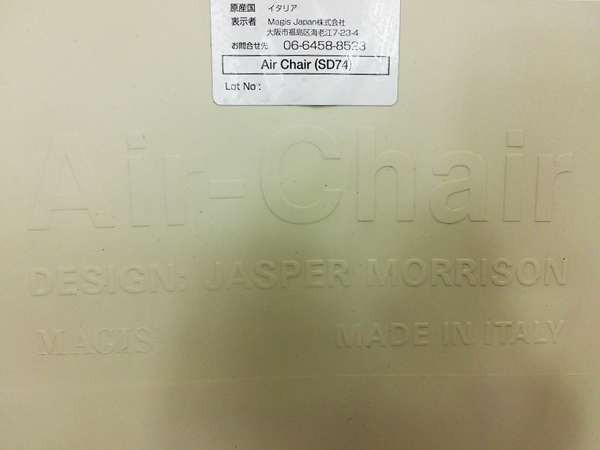 原産国 イタリア
表示者 Magis Japan株式会社
大阪市福島区海老江7-23-4
お問合せ先 06-6458-8523
Air Chair (SD74)
Lot No :
Air-Chair
DESIGN: JASPER MORRISON
MAGIS® MADE IN ITALY